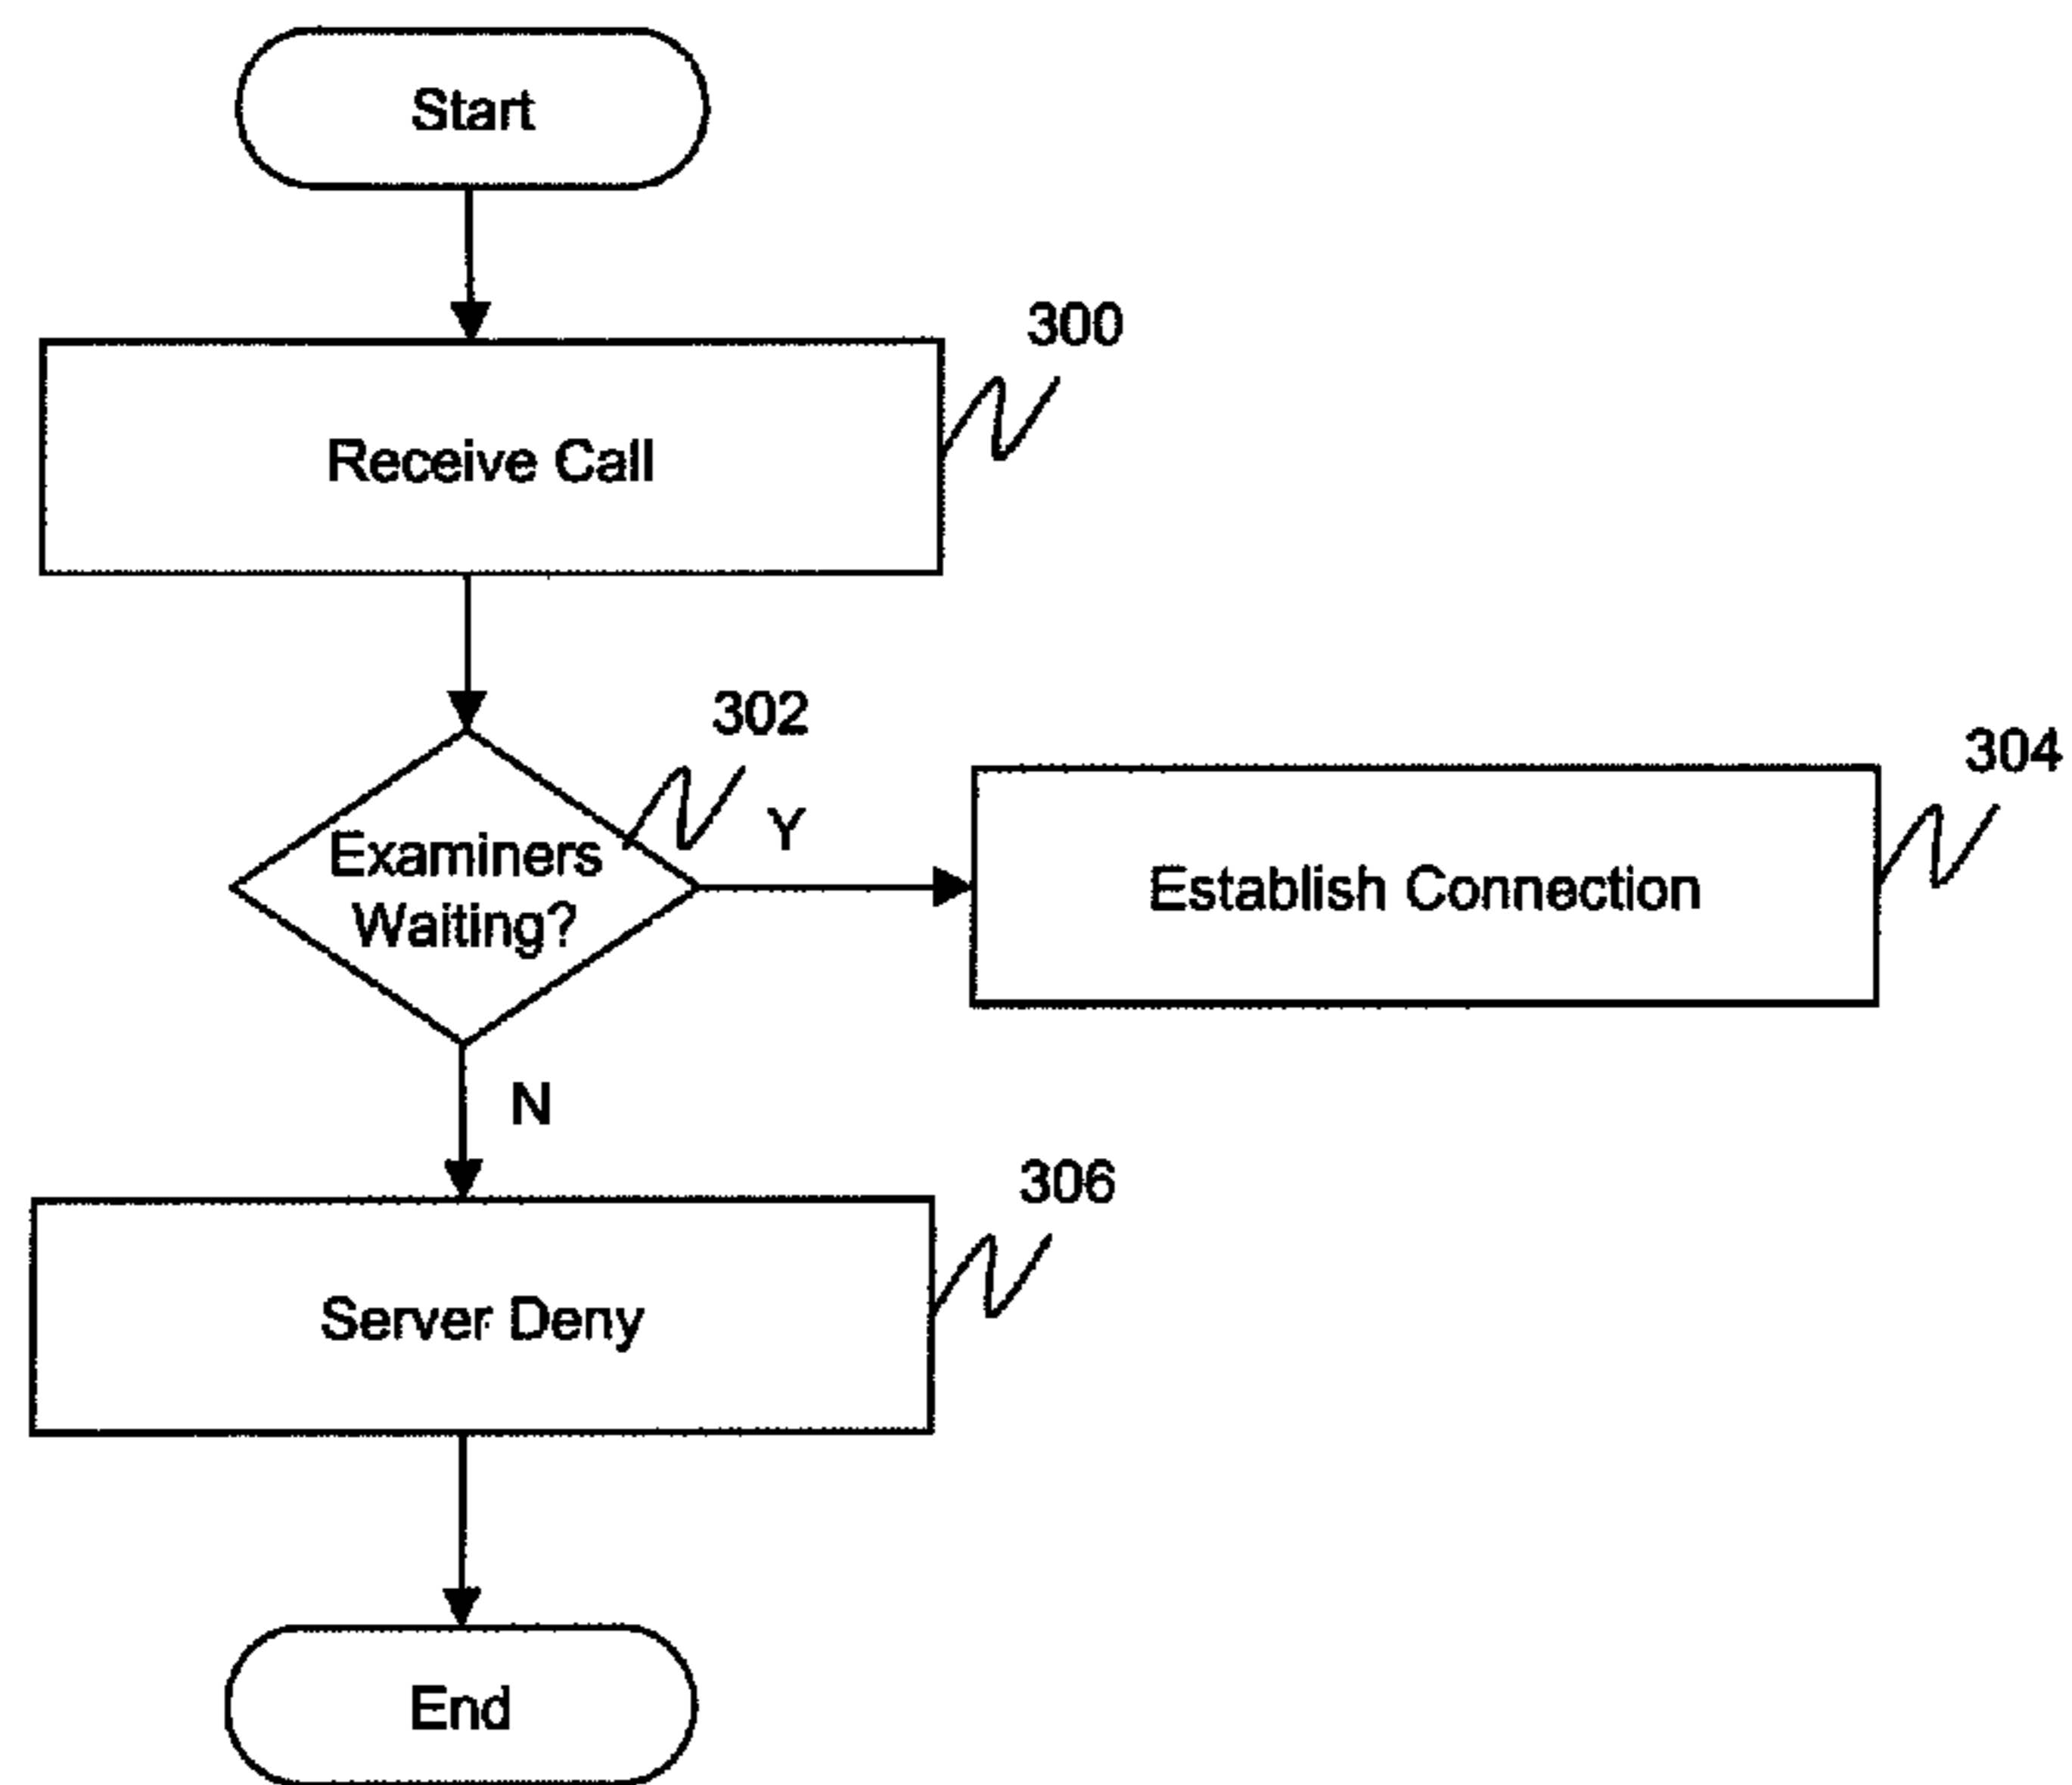 Start
300
Receive Call
302
304
Y
Examiners
Waiting?
Establish Connection
N
306
Server Deny
End